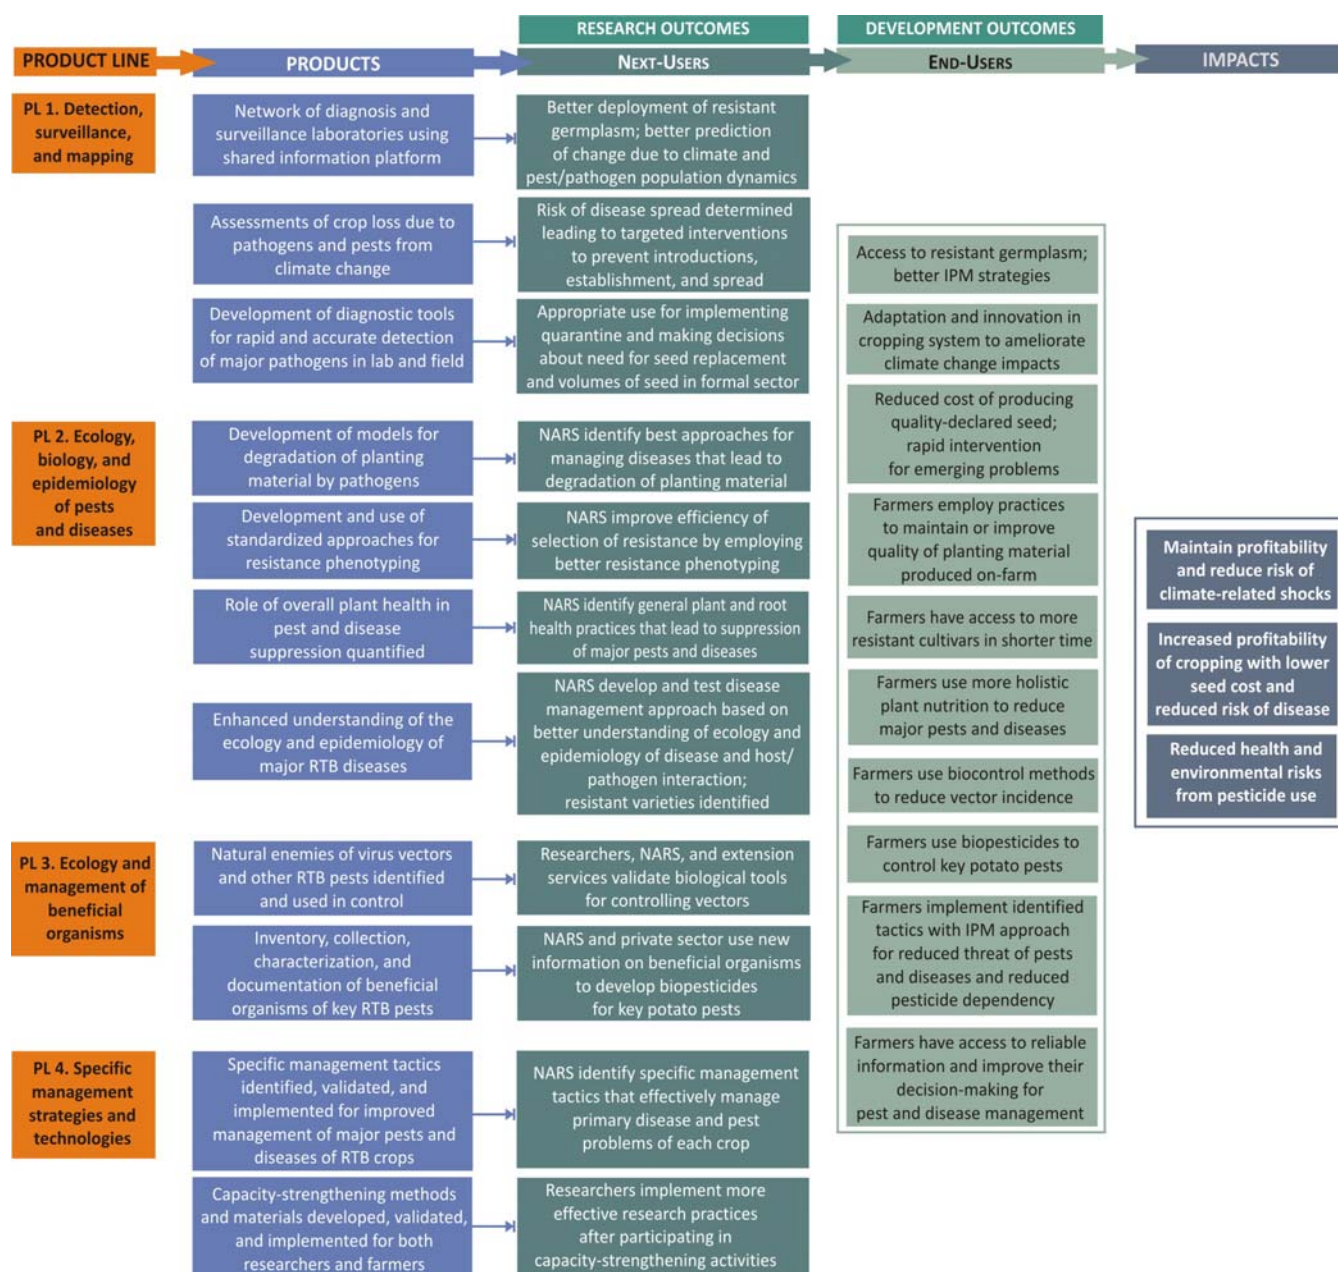 RESEARCH OUTCOMES
DEVELOPMENT OUTCOMES
PRODUCT LINE
PRODUCTS
NEXT-USERS
END-USERS
IMPACTS
PL 1. Detection,
surveillance,
and mapping
Network of diagnosis and
surveillance laboratories using
shared information platform
Better deployment of resistant
germplasm; better prediction
of change due to climate and
pest/pathogen population dynamics
Assessments of crop loss due to
pathogens and pests from
climate change
Risk of disease spread determined
leading to targeted interventions
to prevent introductions,
establishment, and spread
Development of diagnostic tools
for rapid and accurate detection
of major pathogens in lab and field
Appropriate use for implementing
quarantine and making decisions
about need for seed replacement
and volumes of seed in formal sector
PL 2. Ecology,
biology, and
epidemiology
of pests
and diseases
Development of models for
degradation of planting
material by pathogens
NARS identify best approaches for
managing diseases that lead to
degradation of planting material
Development and use of
standardized approaches for
resistance phenotyping
NARS improve efficiency of
selection of resistance by employing
better resistance phenotyping
Role of overall plant health in
pest and disease
suppression quantified
NARS identify general plant and root
health practices that lead to suppression
of major pests and diseases
Enhanced understanding of the
ecology and epidemiology of
major RTB diseases
NARS develop and test disease
management approach based on
better understanding of ecology and
epidemiology of disease and host/
pathogen interaction;
resistant varieties identified
PL 3. Ecology and
management of
beneficial
organisms
Natural enemies of virus vectors
and other RTB pests identified
and used in control
Researchers, NARS, and extension
services validate biological tools
for controlling vectors
Inventory, collection,
characterization, and
documentation of beneficial
organisms of key RTB pests
NARS and private sector use new
information on beneficial organisms
to develop biopesticides
for key potato pests
PL 4. Specific
management
strategies and
technologies
Specific management tactics
identified, validated, and
implemented for improved
management of major pests and
diseases of RTB crops
NARS identify specific management
tactics that effectively manage
primary disease and pest
problems of each crop
Capacity-strengthening methods
and materials developed, validated,
and implemented for both
researchers and farmers
Researchers implement more
effective research practices
after participating in
capacity-strengthening activities
Access to resistant germplasm;
better IPM strategies
Adaptation and innovation in
cropping system to ameliorate
climate change impacts
Reduced cost of producing
quality-declared seed;
rapid intervention
for emerging problems
Farmers employ practices
to maintain or improve
quality of planting material
produced on-farm
Farmers have access to more
resistant cultivars in shorter time
Farmers use more holistic
plant nutrition to reduce
major pests and diseases
Farmers use biocontrol methods
to reduce vector incidence
Farmers use biopesticides to
control key potato pests
Farmers implement identified
tactics with IPM approach
for reduced threat of pests
and diseases and reduced
pesticide dependency
Farmers have access to reliable
information and improve their
decision-making for
pest and disease management
Maintain profitability
and reduce risk of
climate-related shocks
Increased profitability
of cropping with lower
seed cost and
reduced risk of disease
Reduced health and
environmental risks
from pesticide use